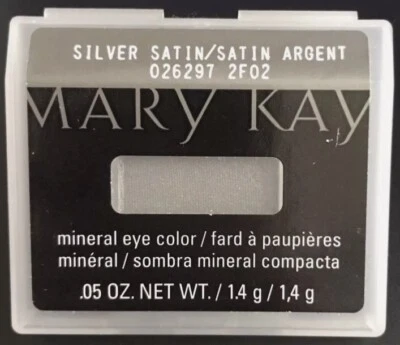 SILVER SATIN/SATIN ARGENT
026297 2F02
MARY KAY
mineral eye color / fard à paupières
minéral / sombra mineral compacta
.05 OZ. NET WT. / 1.4 g / 1,4 g